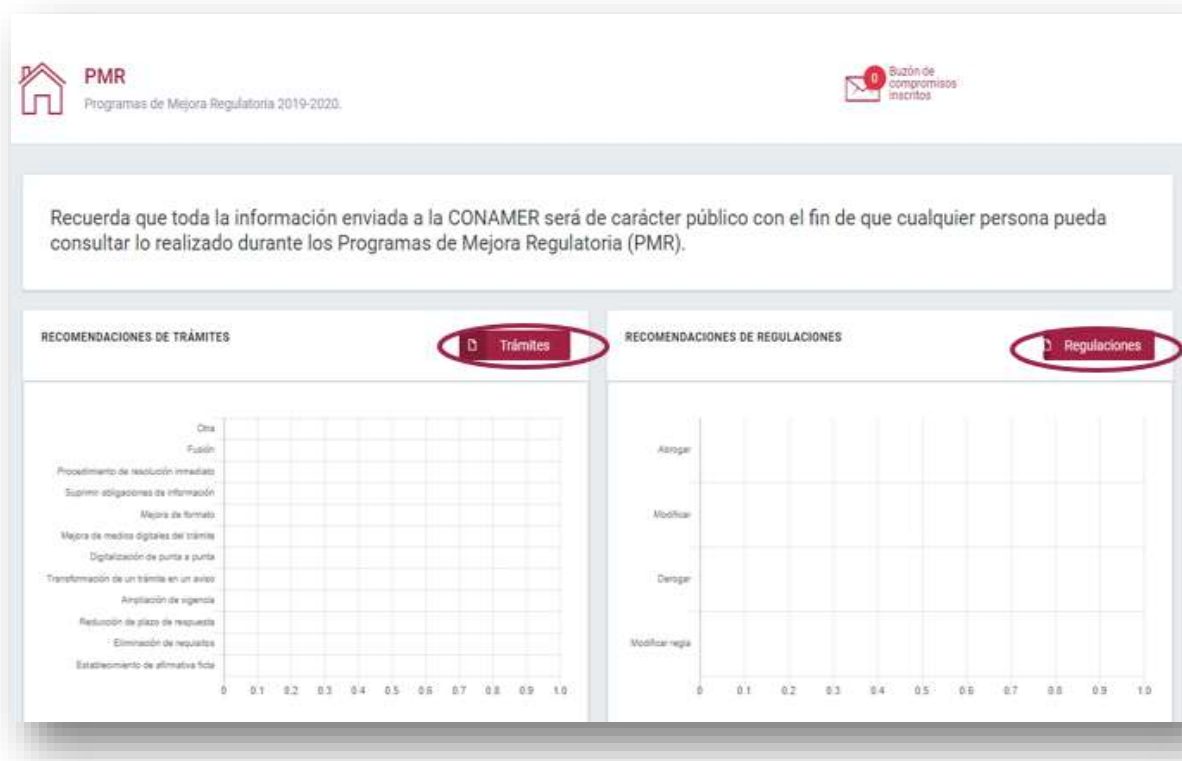 PMR
Programas de Mejora Regulatoria 2019-2020.
0
Buzón de
compromisos
inscritos
Recuerda que toda la información enviada a la CONAMER será de carácter público con el fin de que cualquier persona pueda
consultar lo realizado durante los Programas de Mejora Regulatoria (PMR).
RECOMENDACIONES DE TRÁMITES
Trámites
Otra
Fusión
Procedimiento de resolución inmediato
Suprimir obligaciones de información
Mejora de formato
Mejora de medios digitales del trámite
Digitalización de punta a punta
Transformación de un trámite en un aviso
Ampliación de vigencia
Reducción de plazo de respuesta
Eliminación de requisitos
Establecimiento de afirmativa ficta
0 0.1 0.2 0.3 0.4 0.5 0.6 0.7 0.8 0.9 1.0
RECOMENDACIONES DE REGULACIONES
Regulaciones
Abrogar
Modificar
Derogar
Modificar regla
0 0.1 0.2 0.3 0.4 0.5 0.6 0.7 0.8 0.9 1.0